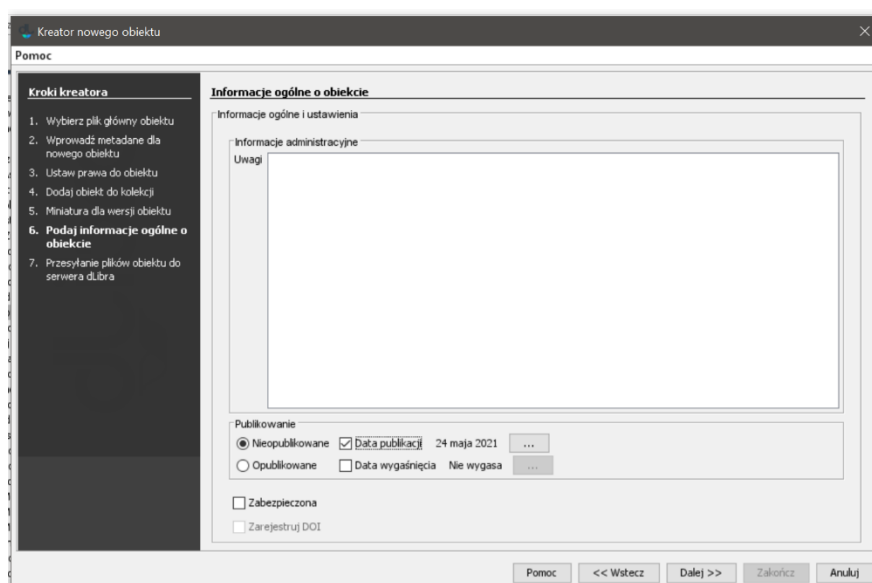 Kreator nowego obiektu
Pomoc
Kroki kreatora
1. Wybierz plik główny obiektu
2. Wprowadź metadane dla
nowego obiektu
3. Ustaw prawa do obiektu
4. Dodaj obiekt do kolekcji
5. Miniatura dla wersji obiektu
6. Podaj informacje ogólne o
obiekcie
7. Przesyłanie plików obiektu do
serwera dLibra
Informacje ogólne o obiekcie
Informacje ogólne i ustawienia
Informacje administracyjne
Uwagi
Publikowanie
Nieopublikowane Data publikacji 24 maja 2021 ...
Opublikowane Data wygaśnięcia Nie wygasa ...
Zabezpieczona
Zarejestruj DOI
Pomoc << Wstecz Dalej >> Zakończ Anuluj